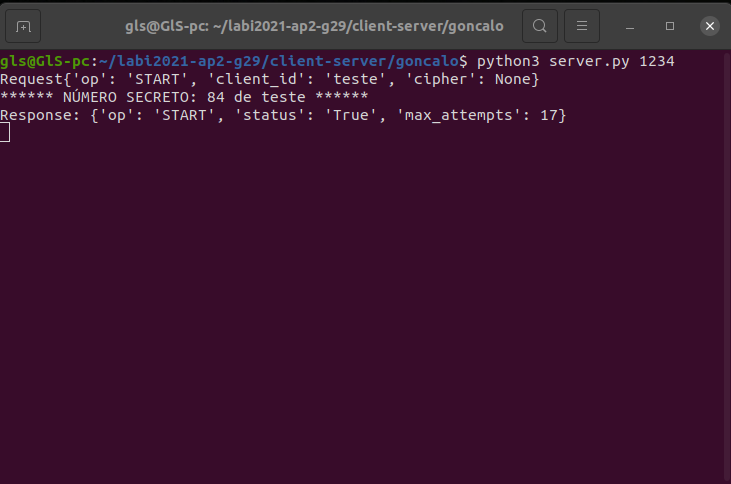 gls@GlS-pc: ~/labi2021-ap2-g29/client-server/goncalo
gls@GlS-pc:~/labi2021-ap2-g29/client-server/goncalo$ python3 server.py 1234
Request{'op': 'START', 'client_id': 'teste', 'cipher': None}
****** NÚMERO SECRETO: 84 de teste ******
Response: {'op': 'START', 'status': 'True', 'max_attempts': 17}